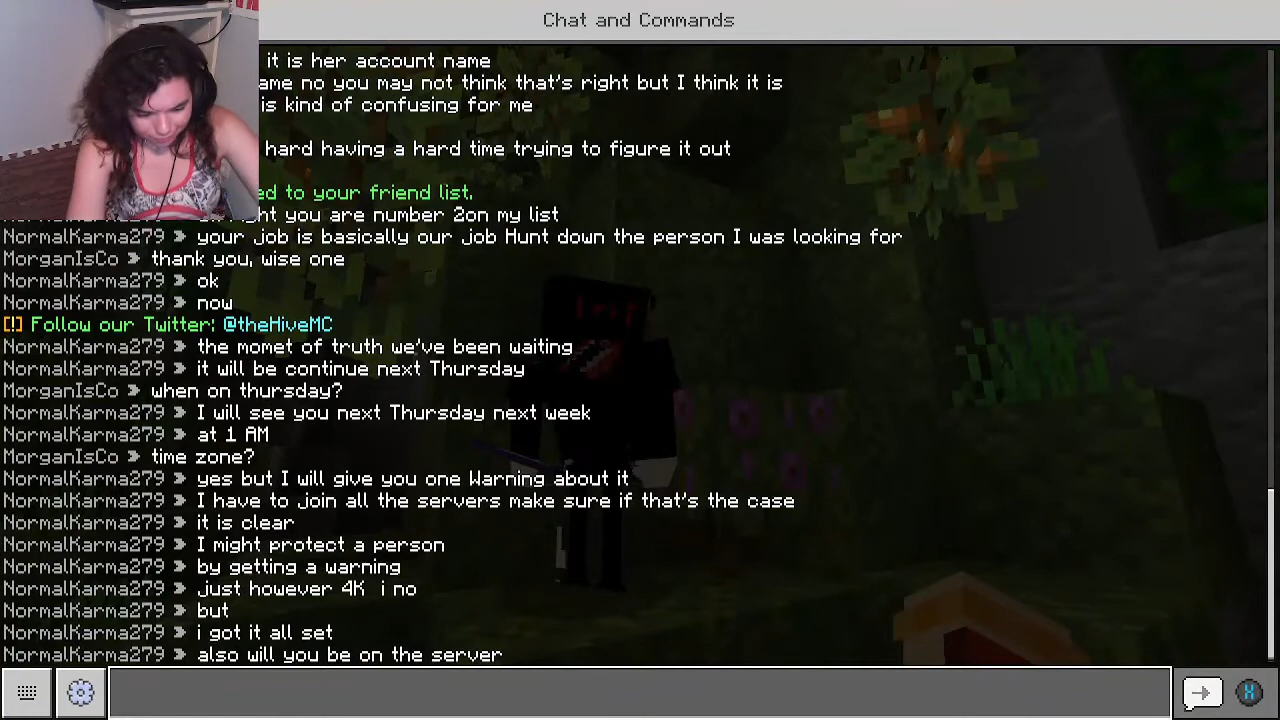 Chat and Commands
it is her account name
ame no you may not think that's right but I think it is
is kind of confusing for me
hard having a hard time trying to figure it out
ed to your friend list.
you are number 2on my list
NormalKarma279 » your job is basically our job Hunt down the person I was looking for
MorganIsCo » thank you, wise one
NormalKarma279 » ok
NormalKarma279 » now
[!] Follow our Twitter: @theHiveMC
NormalKarma279 » the momet of truth we've been waiting
NormalKarma279 » it will be continue next Thursday
MorganIsCo » when on thursday?
NormalKarma279 » I will see you next Thursday next week
NormalKarma279 » at 1 AM
MorganIsCo » time zone?
NormalKarma279 » yes but I will give you one Warning about it
NormalKarma279 » I have to join all the servers make sure if that's the case
NormalKarma279 » it is clear
NormalKarma279 » I might protect a person
NormalKarma279 » by getting a warning
NormalKarma279 » just however 4K i no
NormalKarma279 » but
NormalKarma279 » i got it all set
NormalKarma279 » also will you be on the server
X